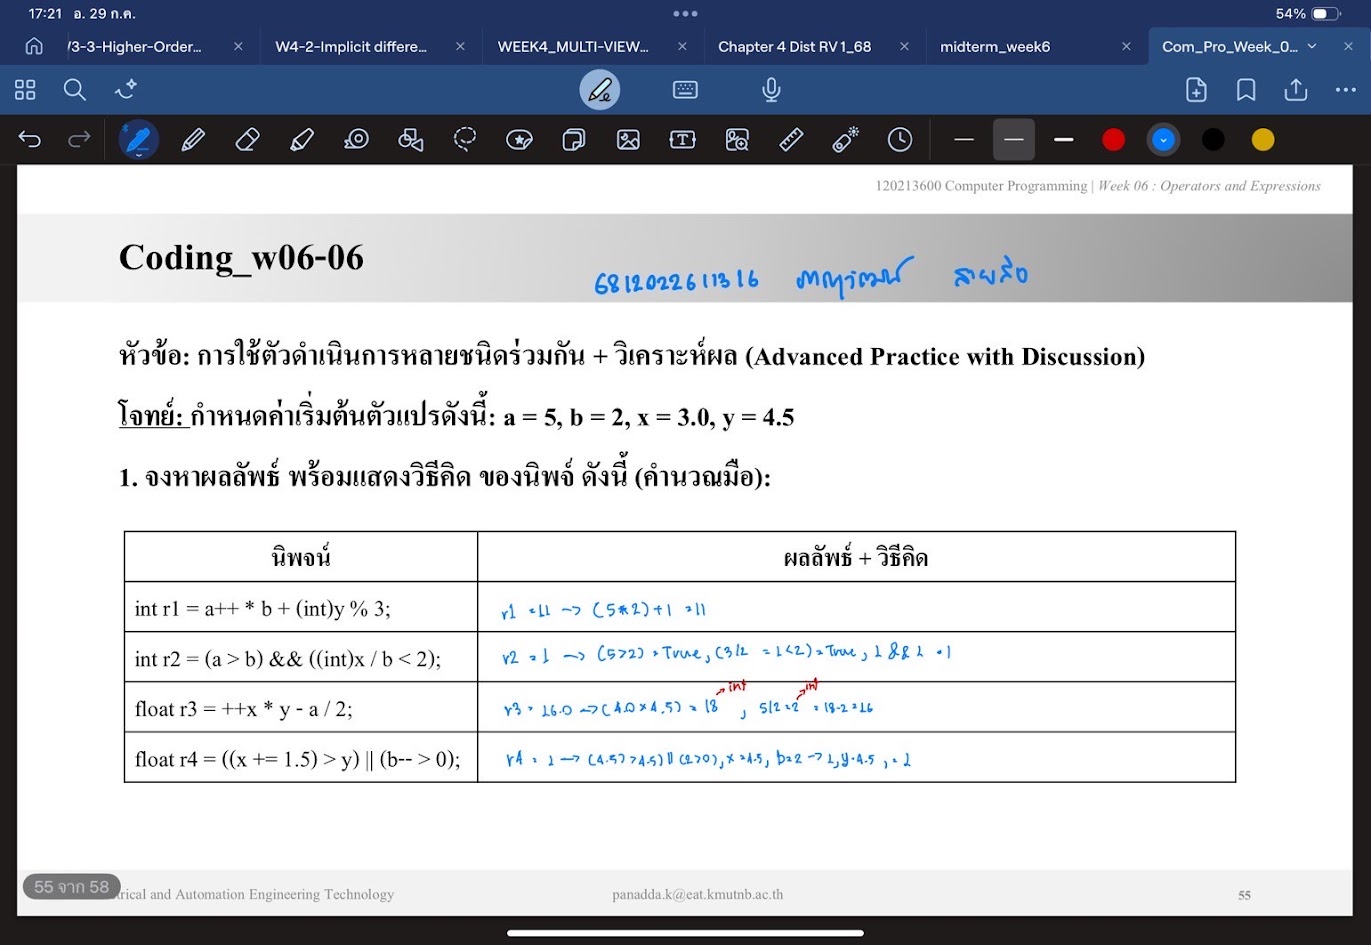 17:21 อ. 29 ก.ค.
54%
/3-3-Higher-Order...
W4-2-Implicit differe...
WEEK4_MULTI-VIEW...
Chapter 4 Dist RV 1_68
midterm_week6
Com_Pro_Week_0...
120213600 Computer Programming | Week 06 : Operators and Expressions
Coding_w06-06
6812022611316
หัวข้อ: การใช้ตัวดำเนินการหลายชนิดร่วมกัน + วิเคราะห์ผล (Advanced Practice with Discussion)
โจทย์: กำหนดค่าเริ่มต้นตัวแปรดังนี้: a = 5, b = 2, x = 3.0, y = 4.5
1. จงหาผลลัพธ์ พร้อมแสดงวิธีคิด ของนิพจ์ ดังนี้ (คำนวณมือ):
นิพจน์
ผลลัพธ์ + วิธีคิด
int r1 = a++ * b + (int)y % 3;
r1 = 11 → (5*2)+1 = 11
int r2 = (a > b) && ((int)x / b < 2);
r2 = 1 → (5>2) = True, (3/2 = 1<2) = True, 1 && 1 = 1
int int
float r3 = ++x * y - a / 2;
r3 = 16.0 → (4.0 x 4.5) = 18 , 5/2 = 2 = 18-2 = 16
float r4 = ((x += 1.5) > y) || (b-- > 0);
r4 = 1 → (4.5 > 4.5) || (2>0), x = 4.5, b=2 → 1, y = 4.5 , = 1
55 จาก 58
trical and Automation Engineering Technology
panadda.k@eat.kmutnb.ac.th
55